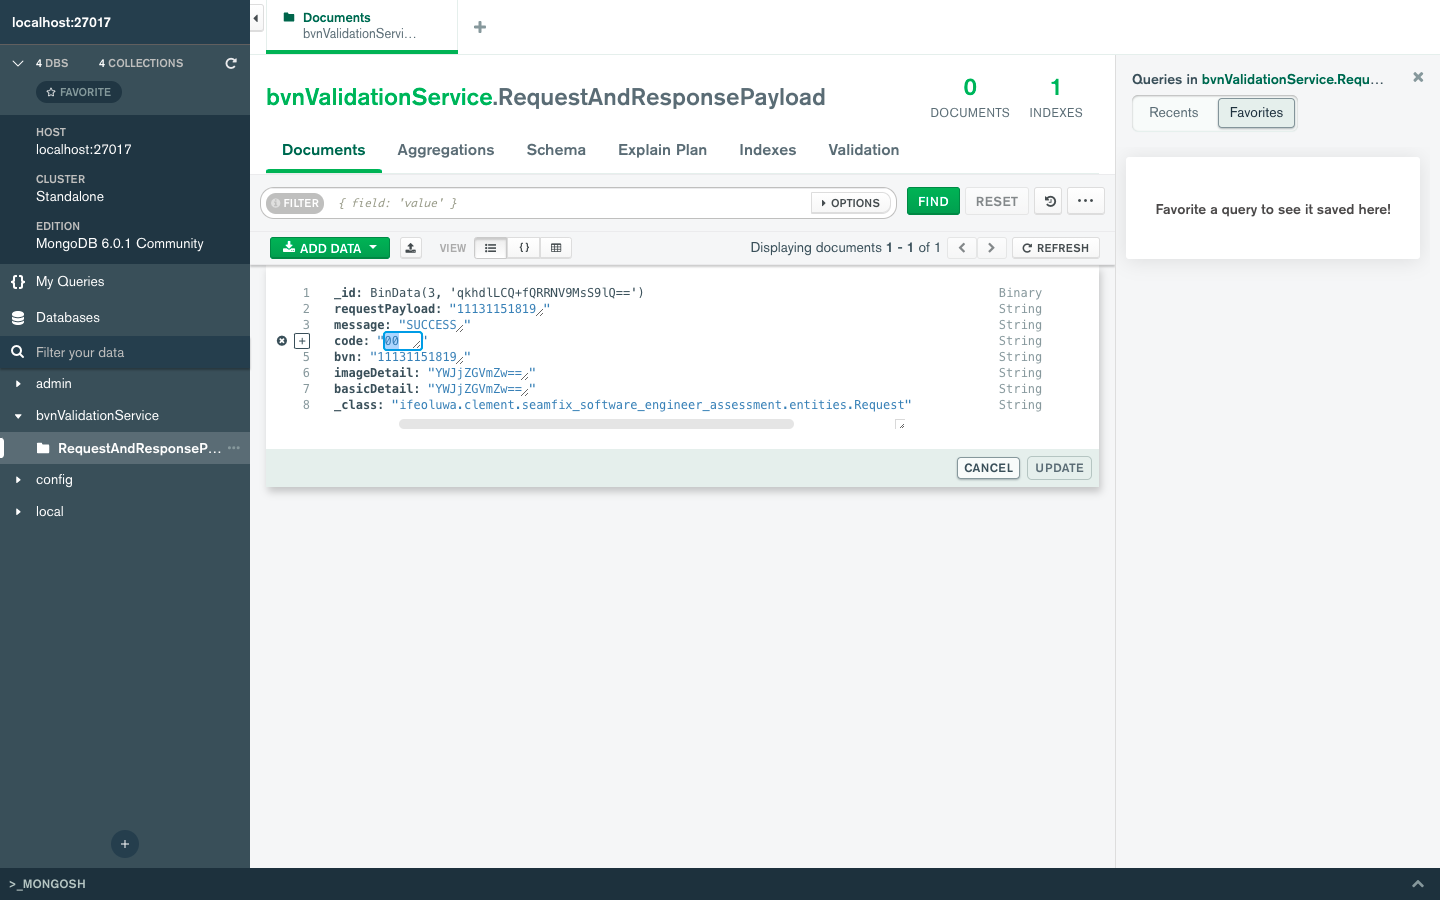 localhost:27017
4 DBS 4 COLLECTIONS
FAVORITE
HOST
localhost:27017
CLUSTER
Standalone
EDITION
MongoDB 6.0.1 Community
{} My Queries
Databases
Filter your data
admin
bvnValidationService
RequestAndResponseP... ...
config
local
+
>_MONGOSH
Documents
bvnValidationServi...
+
bvnValidationService.RequestAndResponsePayload
0
DOCUMENTS
1
INDEXES
Documents Aggregations Schema Explain Plan Indexes Validation
FILTER { field: 'value' } OPTIONS FIND RESET ...
ADD DATA VIEW {} Displaying documents 1 - 1 of 1 < > REFRESH
1 _id: BinData(3, 'qkhdlLCQ+fQRRNV9MsS9lQ==') Binary
2 requestPayload: "11131151819" String
3 message: "SUCCESS" String
+ code: "00" String
5 bvn: "11131151819" String
6 imageDetail: "YWJjZGVmZw==" String
7 basicDetail: "YWJjZGVmZw==" String
8 _class: "ifeoluwa.clement.seamfix_software_engineer_assessment.entities.Request" String
CANCEL UPDATE
Queries in bvnValidationService.Requ...
Recents Favorites
Favorite a query to see it saved here!